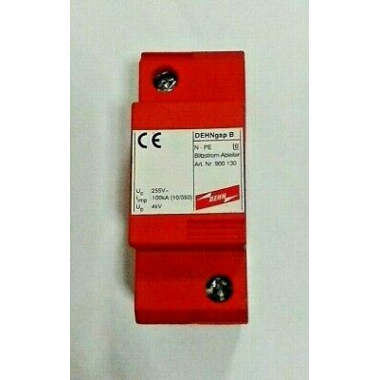 CE
DEHNgap B
N - PE B
Blitzstrom-Ableiter
Art. Nr. 900 130
DEHN
Uc :255V~
Iimp :100kA (10/350)
Up :4kV